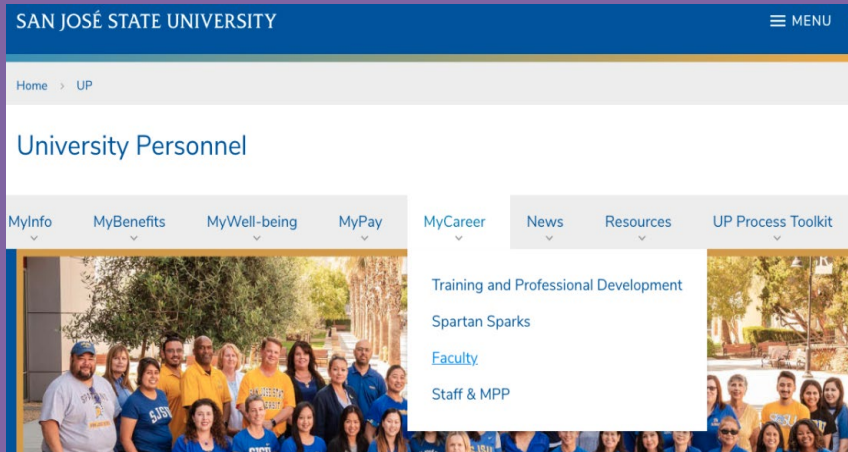 SAN JOSÉ STATE UNIVERSITY
MENU
Home > UP
University Personnel
MyInfo MyBenefits MyWell-being MyPay MyCareer News Resources UP Process Toolkit
Training and Professional Development
Spartan Sparks
Faculty
Staff & MPP
SJSU